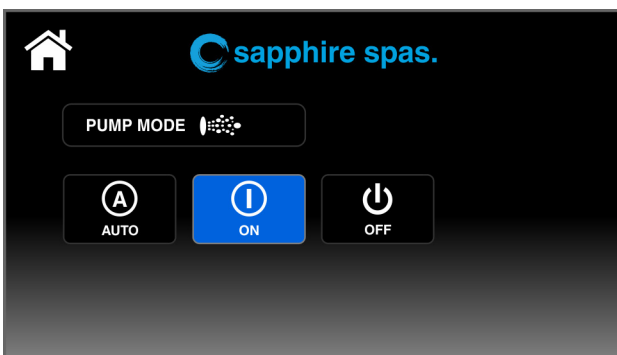 sapphire spas.
PUMP MODE
A
AUTO
ON
OFF